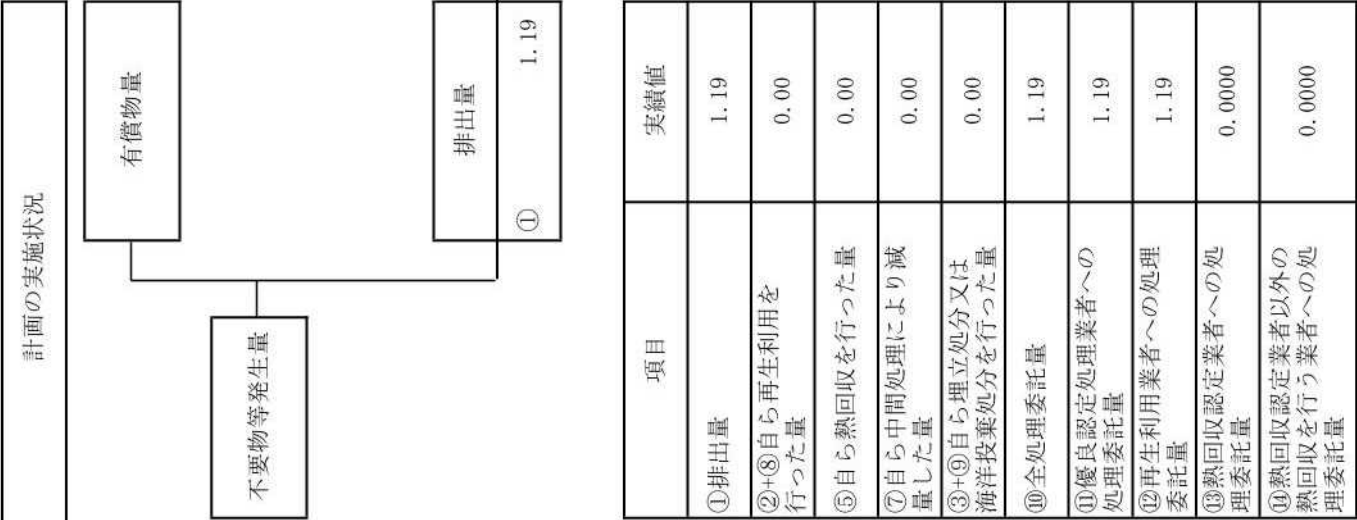 計画の実施状況
有償物量
不要物等発生量
排出量
① 1.19
項目 実績値
①排出量 1.19
②+⑧自ら再生利用を
行った量 0.00
⑤自ら熱回収を行った量 0.00
⑦自ら中間処理により減
量した量 0.00
③+⑨自ら埋立処分又は
海洋投棄処分を行った量 0.00
⑩全処理委託量 1.19
⑪優良認定処理業者への
処理委託量 1.19
⑫再生利用業者への処理
委託量 1.19
⑬熱回収認定業者への処
理委託量 0.0000
⑭熱回収認定業者以外の
熱回収を行う業者への処
理委託量 0.0000